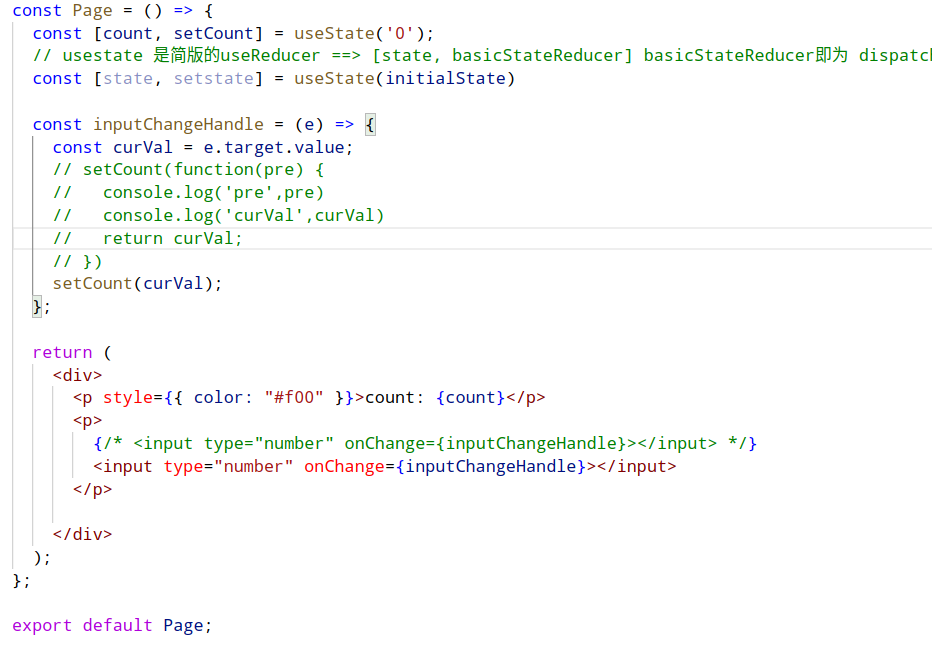 const Page = () => {
  const [count, setCount] = useState('0');
  // usestate 是简版的useReducer ==> [state, basicStateReducer] basicStateReducer即为 dispatch
  const [state, setstate] = useState(initialState)

  const inputChangeHandle = (e) => {
    const curVal = e.target.value;
    // setCount(function(pre) {
    //   console.log('pre',pre)
    //   console.log('curVal',curVal)
    //   return curVal;
    // })
    setCount(curVal);
  };

  return (
    <div>
      <p style={{ color: "#f00" }}>count: {count}</p>
      <p>
        {/* <input type="number" onChange={inputChangeHandle}></input> */}
        <input type="number" onChange={inputChangeHandle}></input>
      </p>

    </div>
  );
};

export default Page;